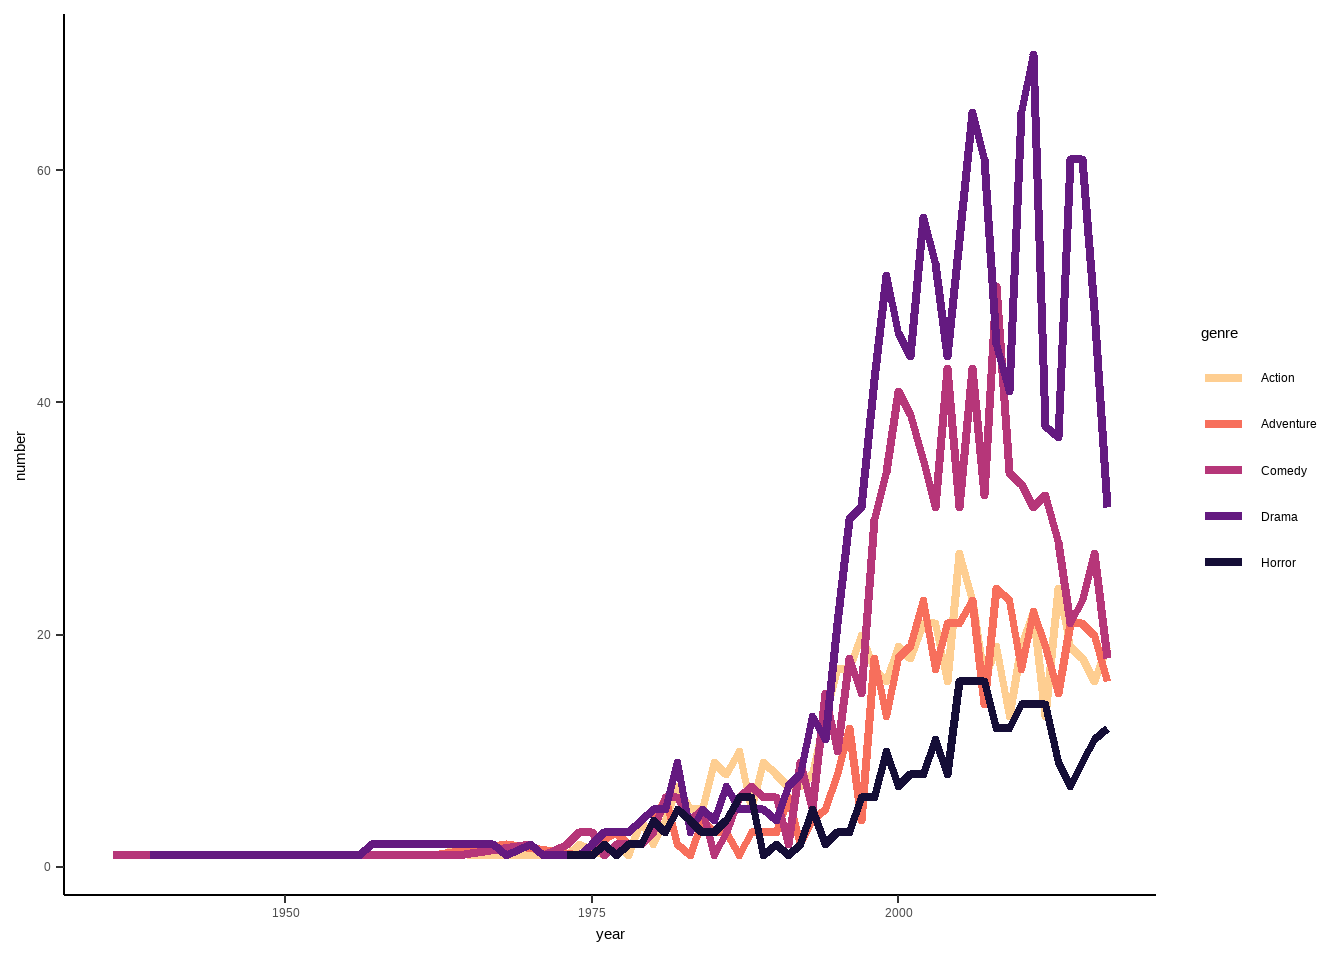 60
40
20
0
number
1950
1975
2000
year
genre
Action
Adventure
Comedy
Drama
Horror